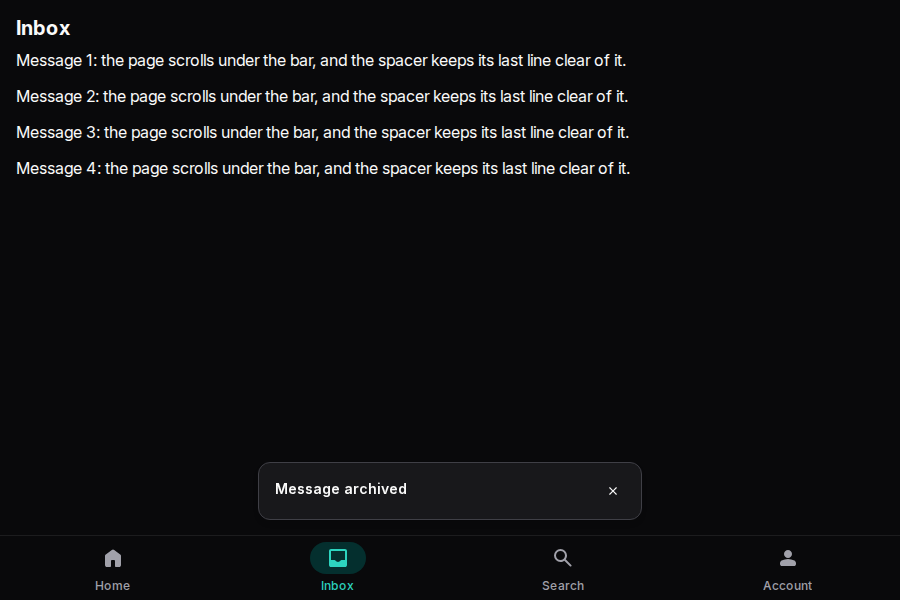 Inbox
Message 1: the page scrolls under the bar, and the spacer keeps its last line clear of it.
Message 2: the page scrolls under the bar, and the spacer keeps its last line clear of it.
Message 3: the page scrolls under the bar, and the spacer keeps its last line clear of it.
Message 4: the page scrolls under the bar, and the spacer keeps its last line clear of it.
Message archived
Home
Inbox
Search
Account